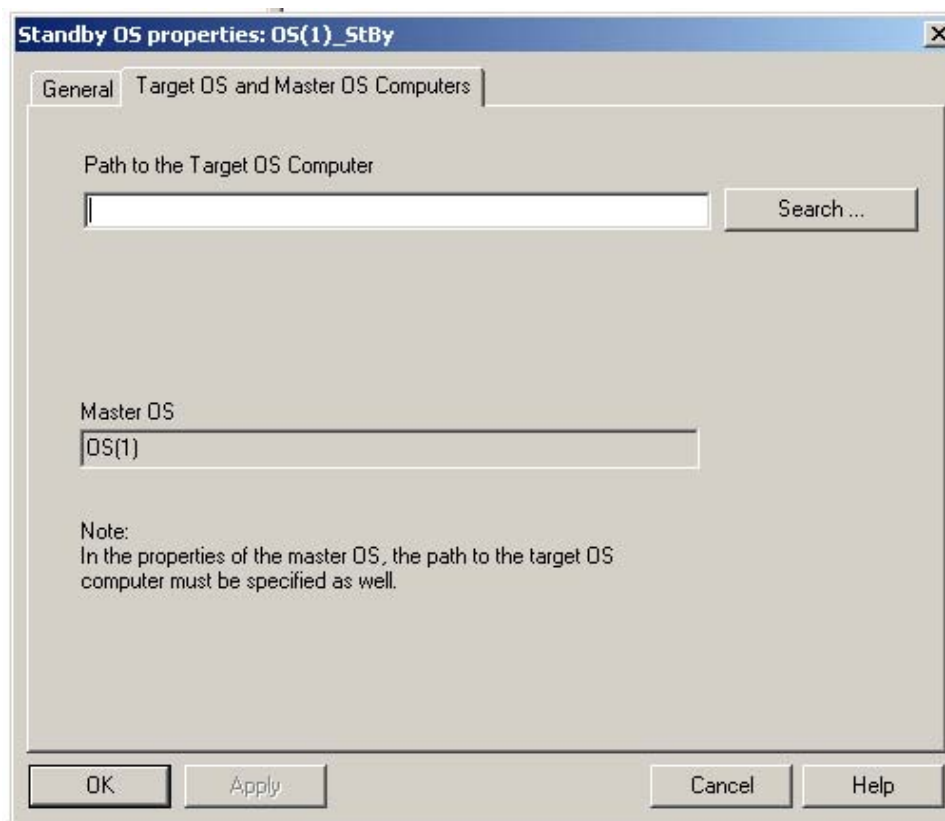 Standby OS properties: OS(1)_StBy
General
Target OS and Master OS Computers
Path to the Target OS Computer
Search ...
Master OS
OS(1)
Note:
In the properties of the master OS, the path to the target OS
computer must be specified as well.
OK
Apply
Cancel
Help